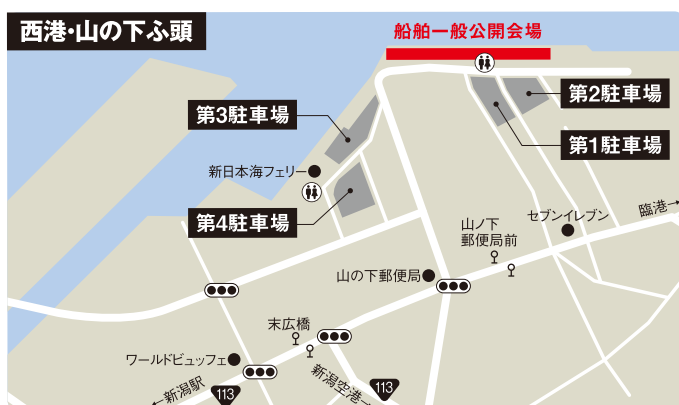 西港・山の下ふ頭
船舶一般公開会場
第2駐車場
第3駐車場
第1駐車場
新日本海フェリー
第4駐車場
臨港→
セブンイレブン
山ノ下
郵便局前
山の下郵便局
末広橋
ワールドビュッフェ
←新潟駅
113
新潟空港→
113